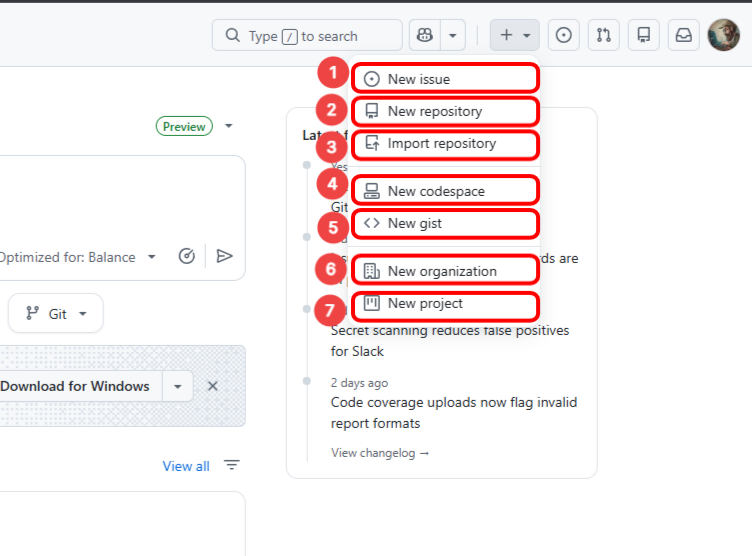 Type / to search
1
New issue
2
New repository
Preview
3
Import repository
4
New codespace
5
New gist
6
New organization
Optimized for: Balance
7
New project
Git
Secret scanning reduces false positives
for Slack
Download for Windows
2 days ago
Code coverage uploads now flag invalid
report formats
View changelog →
View all